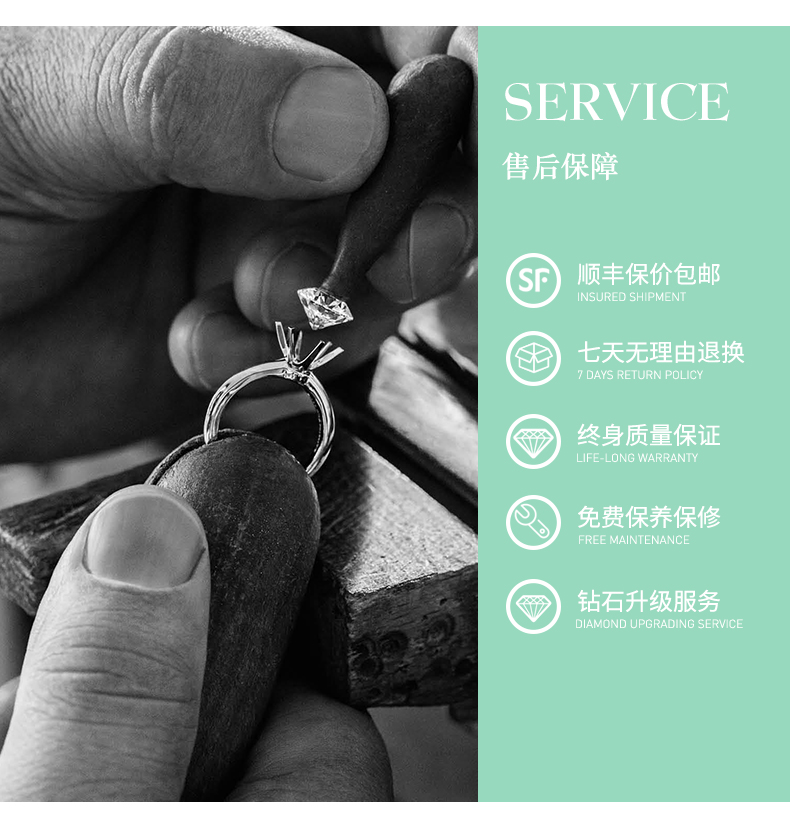 SERVICE
售后保障
SF
顺丰保价包邮
INSURED SHIPMENT
七天无理由退换
7 DAYS RETURN POLICY
终身质量保证
LIFE-LONG WARRANTY
免费保养保修
FREE MAINTENANCE
钻石升级服务
DIAMOND UPGRADING SERVICE